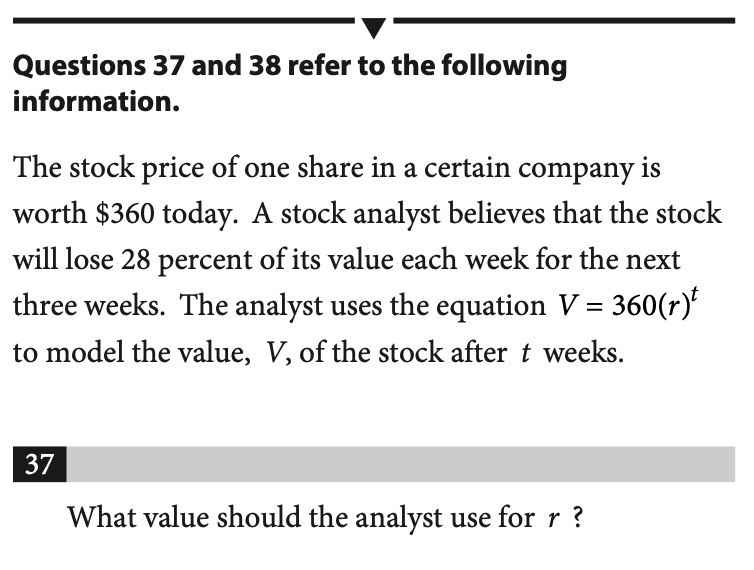 Questions 37 and 38 refer to the following
information.
The stock price of one share in a certain company is
worth $360 today. A stock analyst believes that the stock
will lose 28 percent of its value each week for the next
three weeks. The analyst uses the equation V = 360(r)^t
to model the value, V, of the stock after t weeks.
37
What value should the analyst use for r ?